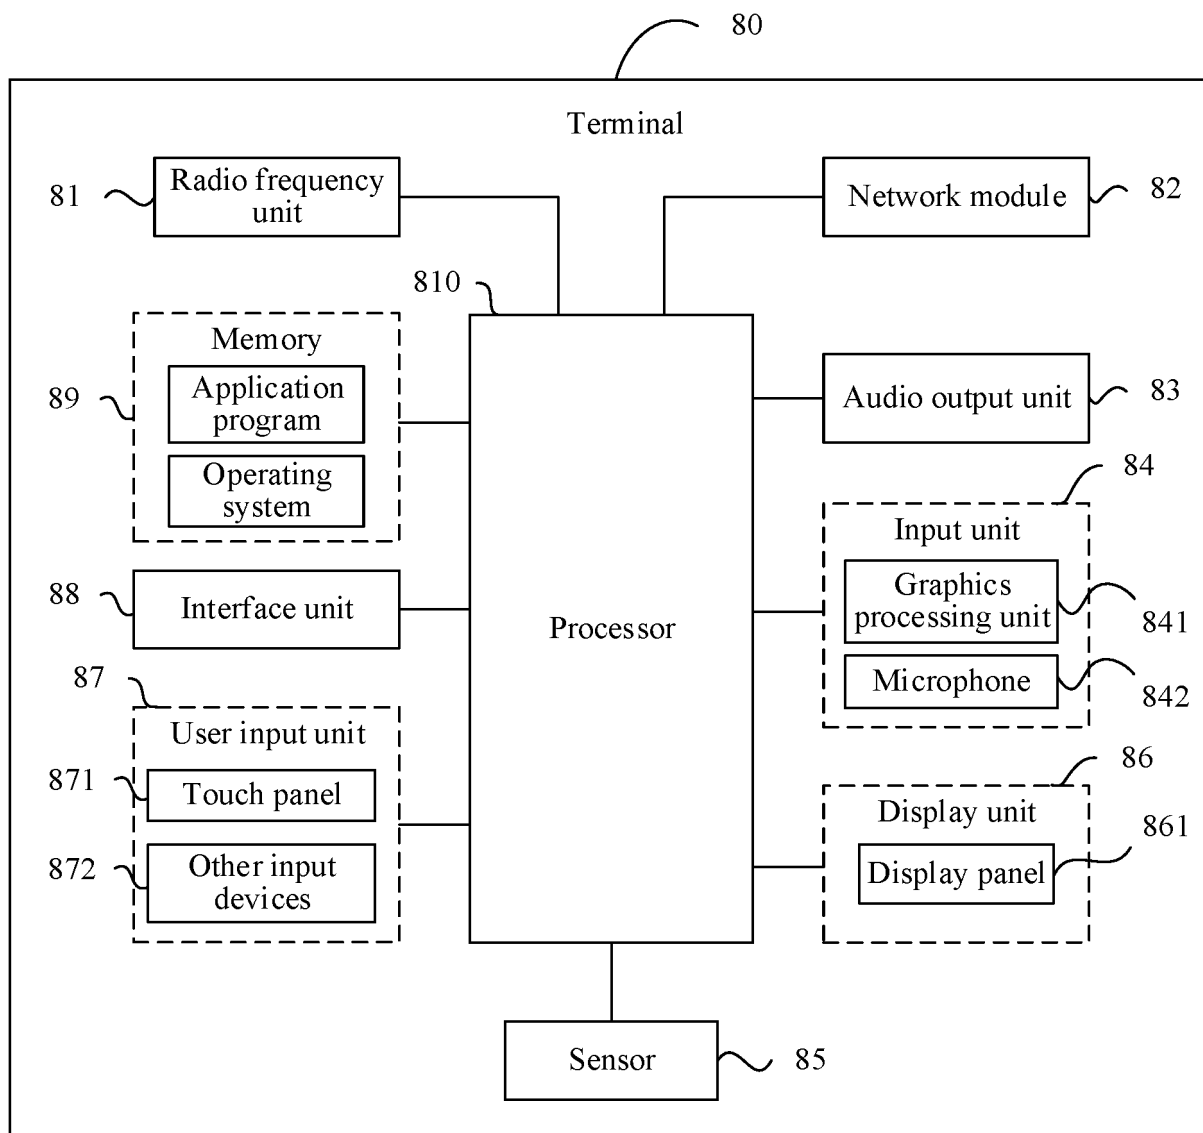 80
Terminal
81
Radio frequency
unit
Network module
82
810
Memory
Application
program
Operating
system
89
Audio output unit
83
84
Input unit
Graphics
processing unit
841
Microphone
842
88
Interface unit
Processor
87
User input unit
871
Touch panel
872
Other input
devices
86
Display unit
861
Display panel
Sensor
85